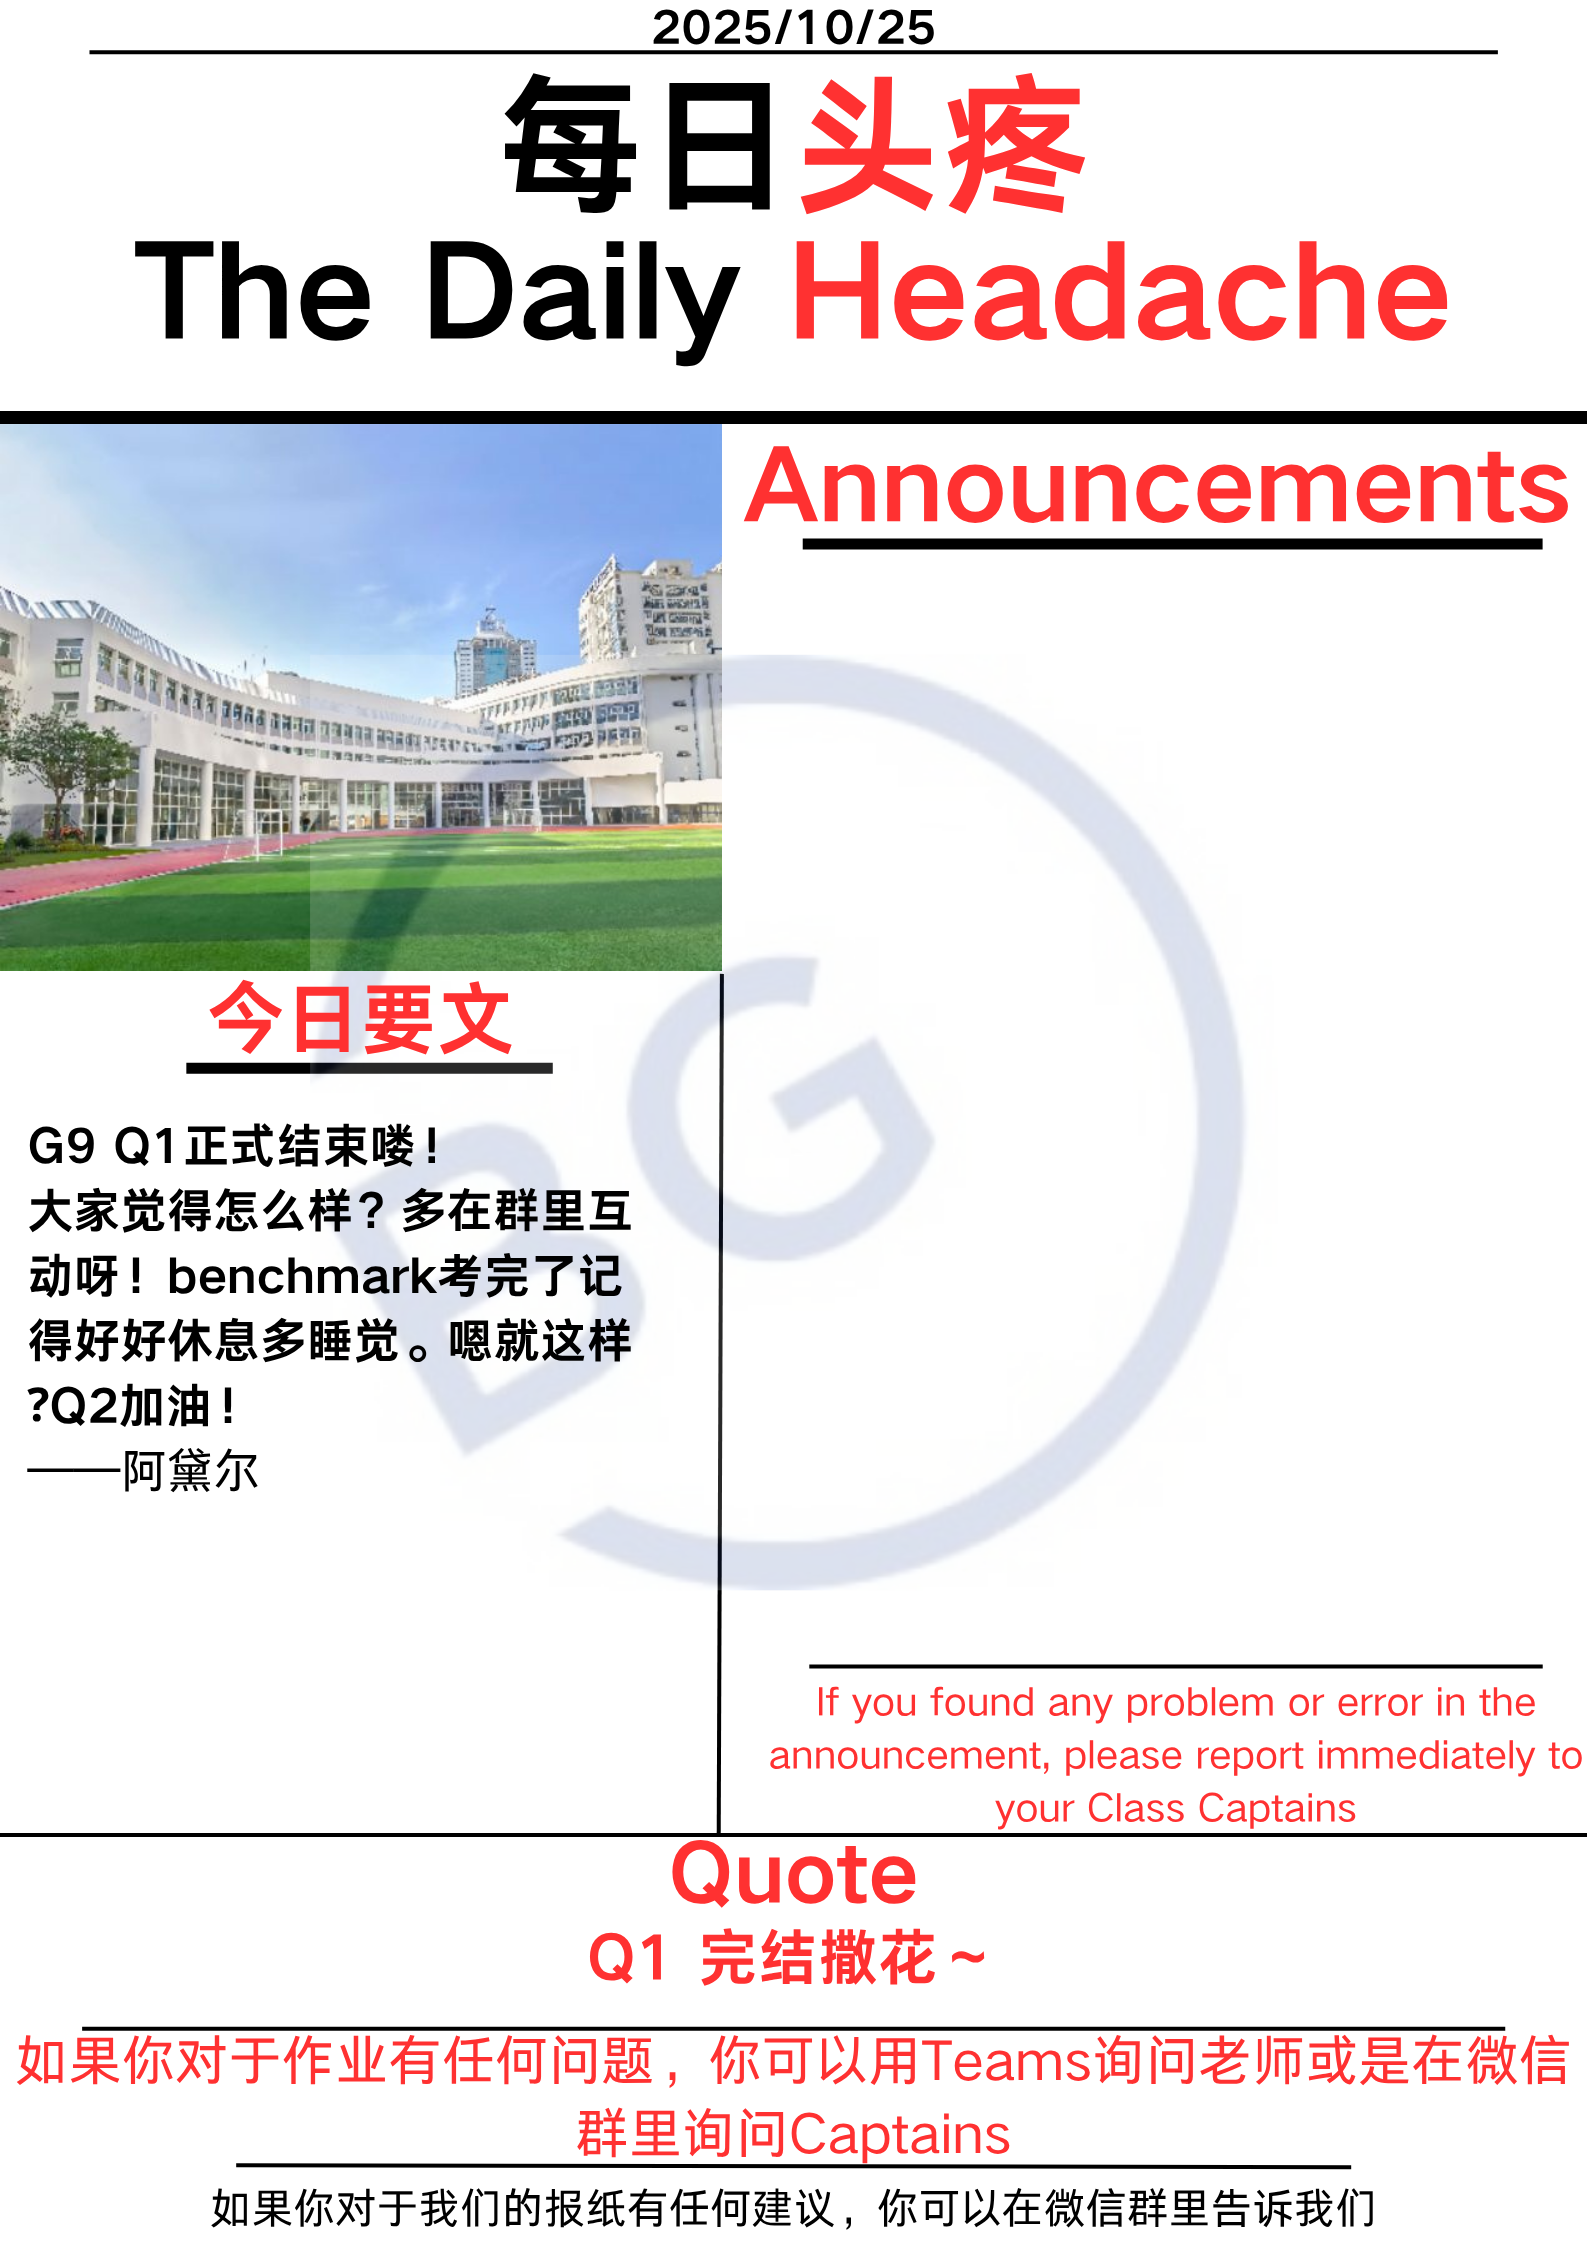 2025/10/25
每日头疼
The Daily Headache
Announcements
今日要文
G9 Q1正式结束喽！
大家觉得怎么样？多在群里互
动呀！benchmark考完了记
得好好休息多睡觉。嗯就这样
?Q2加油！
——阿黛尔
BG
If you found any problem or error in the
announcement, please report immediately to
your Class Captains
Quote
Q1 完结撒花～
如果你对于作业有任何问题，你可以用Teams询问老师或是在微信
群里询问Captains
如果你对于我们的报纸有任何建议，你可以在微信群里告诉我们